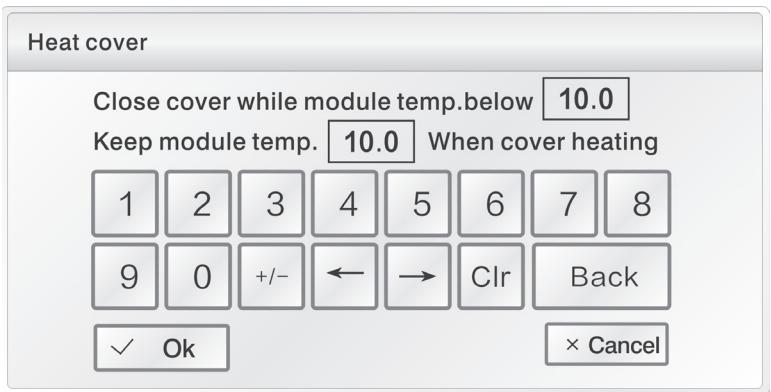 Heat cover
Close cover while module temp.below 10.0
Keep module temp. 10.0 When cover heating
1 2 3 4 5 6 7 8
9 0 +/− ← → Clr Back
✓ Ok × Cancel